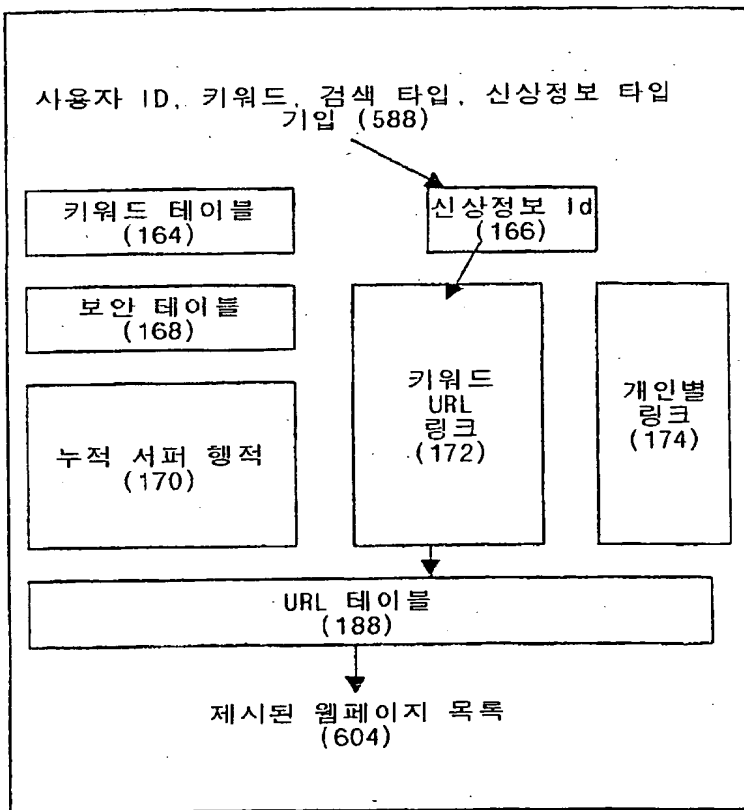 사용자 ID, 키워드, 검색 타입, 신상정보 타입
기입 (588)
키워드 테이블
(164)
신상정보 Id
(166)
보안 테이블
(168)
누적 서퍼 행적
(170)
키워드
URL
링크
(172)
개인별
링크
(174)
URL 테이블
(188)
제시된 웹페이지 목록
(604)